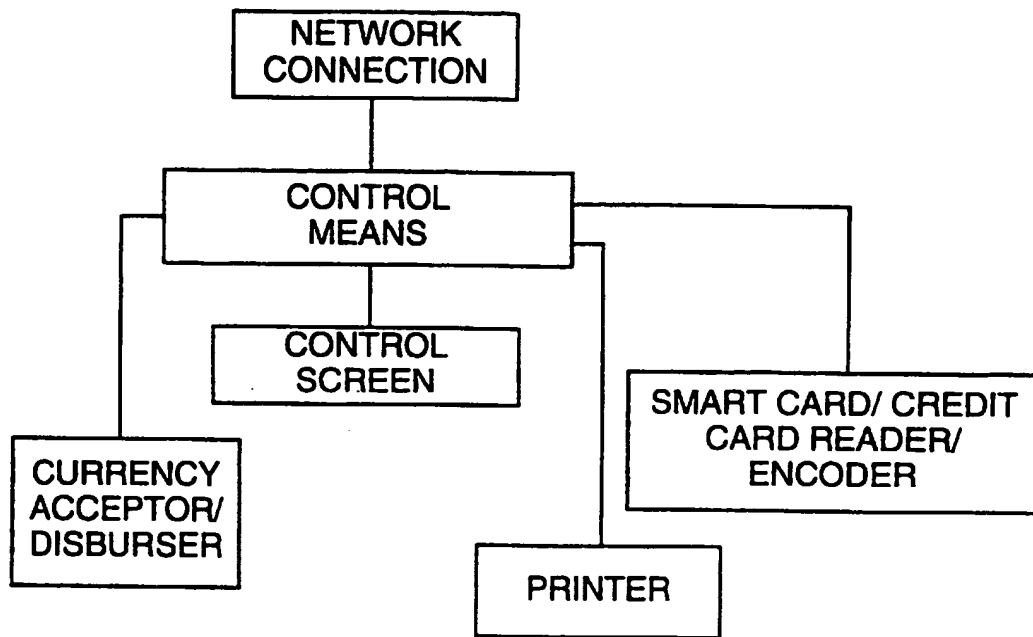 NETWORK
CONNECTION
CONTROL
MEANS
CONTROL
SCREEN
SMART CARD/ CREDIT
CARD READER/
ENCODER
CURRENCY
ACCEPTOR/
DISBURSER
PRINTER